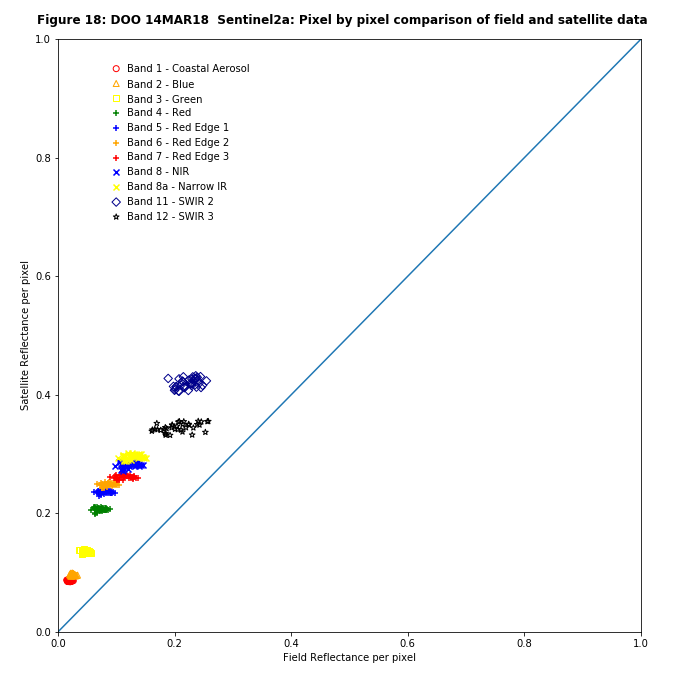 Figure 18: DOO 14MAR18  Sentinel2a: Pixel by pixel comparison of field and satellite data
1.0
Band 1 - Coastal Aerosol
Band 2 - Blue
Band 3 - Green
Band 4 - Red
Band 5 - Red Edge 1
Band 6 - Red Edge 2
Band 7 - Red Edge 3
Band 8 - NIR
Band 8a - Narrow IR
Band 11 - SWIR 2
Band 12 - SWIR 3
0.8
0.6
0.4
0.2
0.0
Satellite Reflectance per pixel
0.0 0.2 0.4 0.6 0.8 1.0
Field Reflectance per pixel